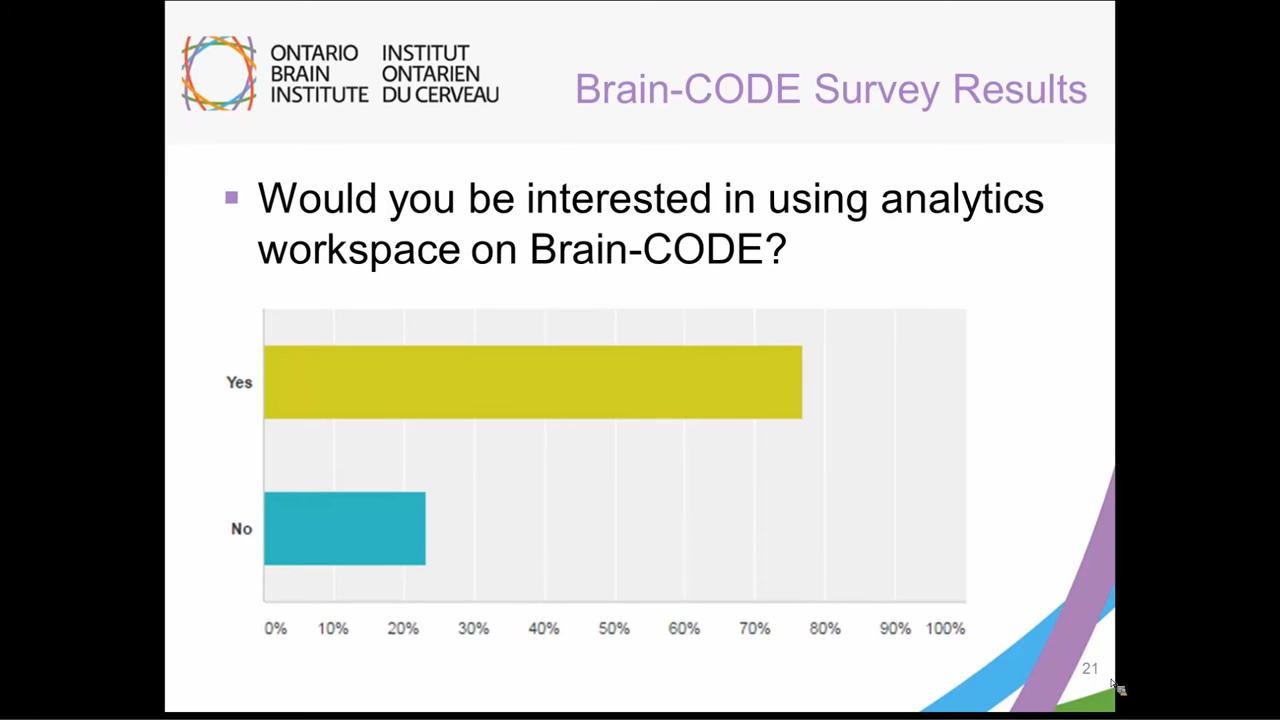 ONTARIO BRAIN INSTITUTE
INSTITUT ONTARIEN DU CERVEAU
Brain-CODE Survey Results
Would you be interested in using analytics
workspace on Brain-CODE?
Yes
No
0% 10% 20% 30% 40% 50% 60% 70% 80% 90% 100%
21